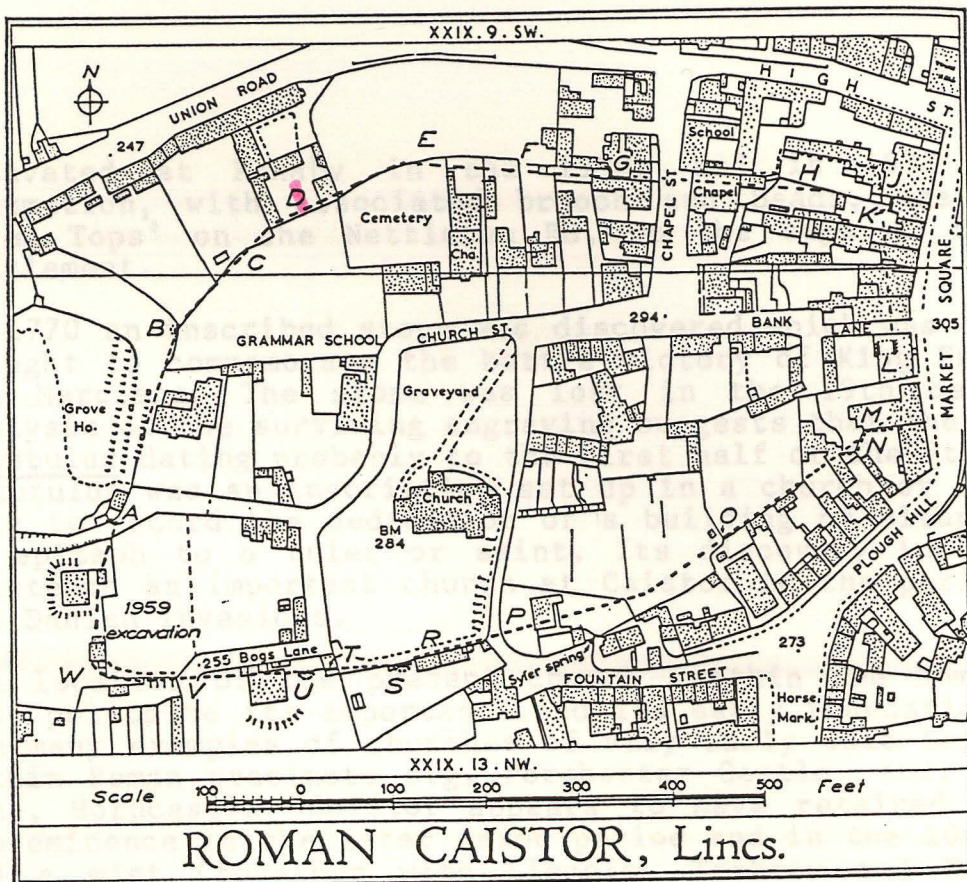 XXIX. 9. SW.
N
UNION ROAD
HIGH ST.
247
School
E
F
G
H
J
D
Chapel
CHAPEL ST.
K
Cemetery
Cha.
C
MARKET SQUARE
B
294
BANK LANE
305
GRAMMAR SCHOOL
CHURCH ST.
L
Graveyard
Grove Ho.
M
N
A
Church
BM 284
O
PLOUGH HILL
1959 excavation
P
R
273
W
255 Bogs Lane
T
V
U
S
Syfer spring
FOUNTAIN STREET
Horse Mark.
XXIX. 13. NW.
Scale 100 0 100 200 300 400 500 Feet
ROMAN CAISTOR, Lincs.